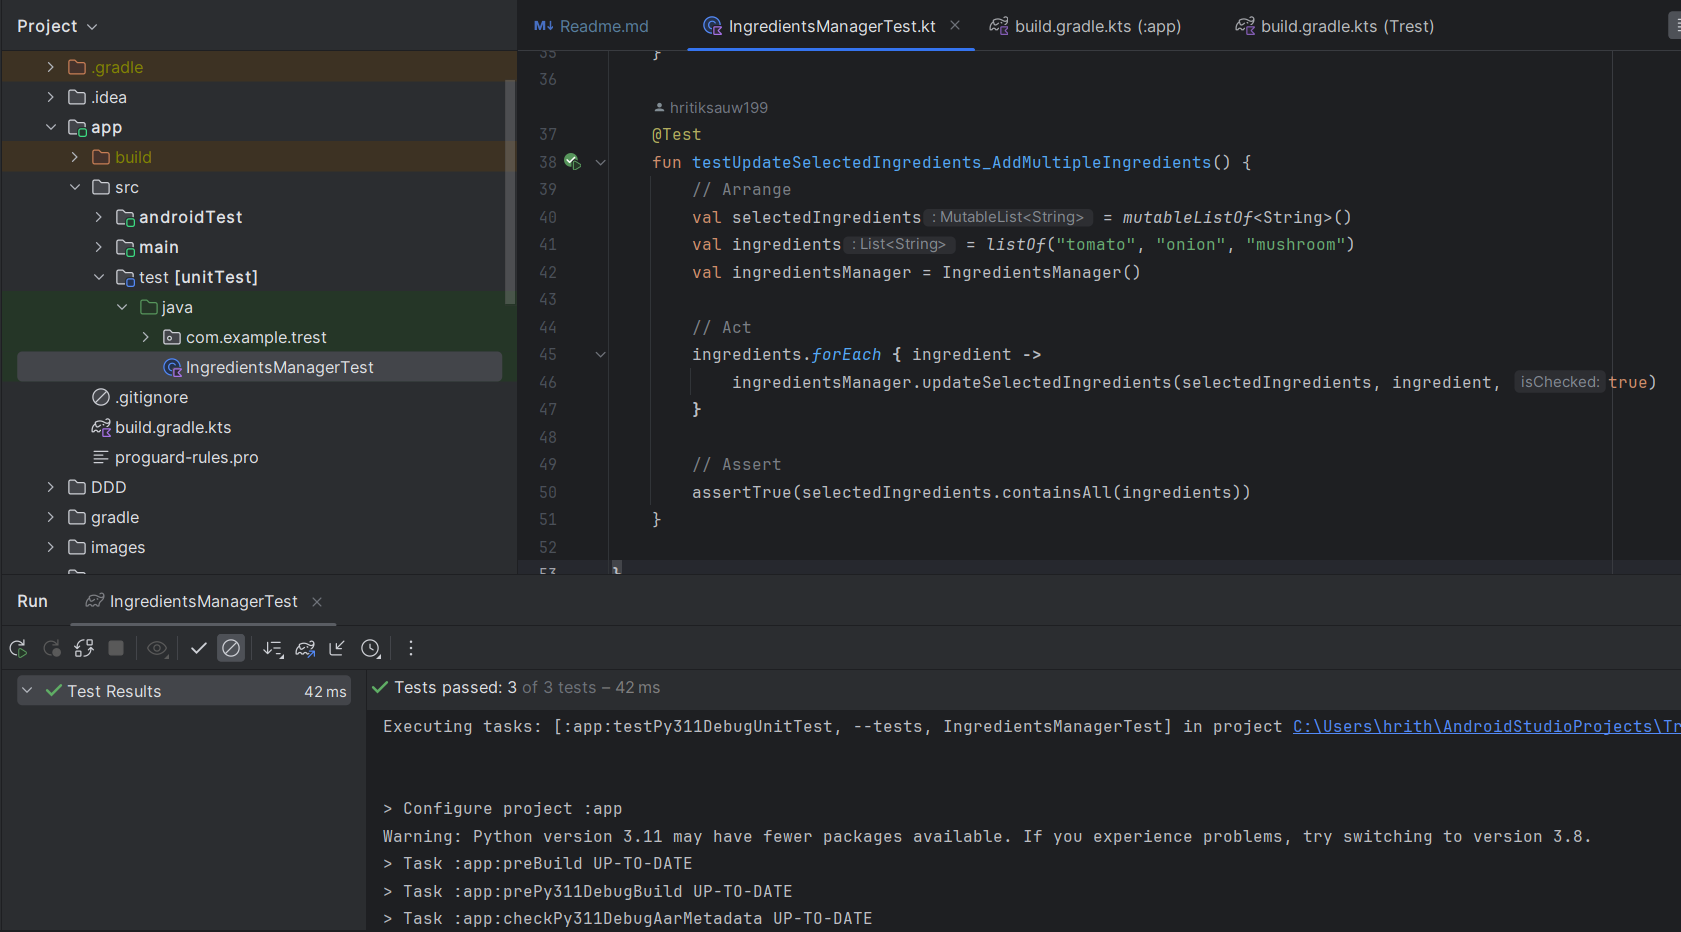 Project
.gradle
.idea
app
build
src
androidTest
main
test [unitTest]
java
com.example.trest
IngredientsManagerTest
.gitignore
build.gradle.kts
proguard-rules.pro
DDD
gradle
images
M↓ Readme.md
IngredientsManagerTest.kt
build.gradle.kts (:app)
build.gradle.kts (Trest)
35 }
36
hritiksauw199
37 @Test
38 fun testUpdateSelectedIngredients_AddMultipleIngredients() {
39 // Arrange
40 val selectedIngredients : MutableList<String> = mutableListOf<String>()
41 val ingredients : List<String> = listOf("tomato", "onion", "mushroom")
42 val ingredientsManager = IngredientsManager()
43
44 // Act
45 ingredients.forEach { ingredient ->
46 ingredientsManager.updateSelectedIngredients(selectedIngredients, ingredient, isChecked: true)
47 }
48
49 // Assert
50 assertTrue(selectedIngredients.containsAll(ingredients))
51 }
52
53 }
Run
IngredientsManagerTest
Test Results 42 ms
Tests passed: 3 of 3 tests – 42 ms
Executing tasks: [:app:testPy311DebugUnitTest, --tests, IngredientsManagerTest] in project C:\Users\hrith\AndroidStudioProjects\Tr
> Configure project :app
Warning: Python version 3.11 may have fewer packages available. If you experience problems, try switching to version 3.8.
> Task :app:preBuild UP-TO-DATE
> Task :app:prePy311DebugBuild UP-TO-DATE
> Task :app:checkPy311DebugAarMetadata UP-TO-DATE